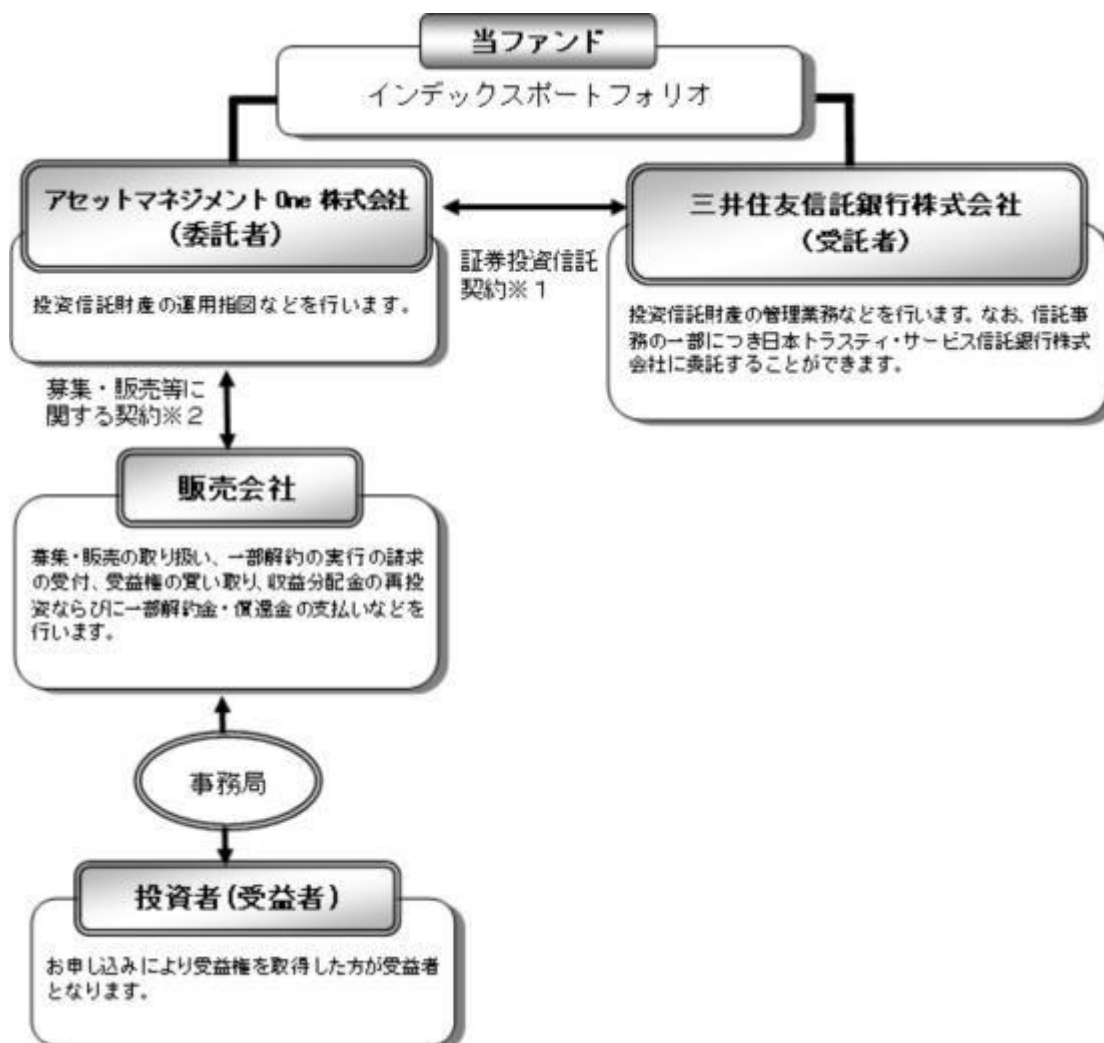 当ファンド
インデックスポートフォリオ
アセットマネジメント One 株式会社
(委託者)
投資信託財産の運用指図などを行います。
証券投資信託
契約※1
三井住友信託銀行株式会社
(受託者)
投資信託財産の管理業務などを行います。なお、信託事
務の一部につき日本トラスティ・サービス信託銀行株式
会社に委託することができます。
募集・販売等に
関する契約※2
販売会社
募集・販売の取り扱い、一部解約の実行の請求
の受付、受益権の買い取り、収益分配金の再投
資ならびに一部解約金・償還金の支払いなどを
行います。
事務局
投資者(受益者)
お申し込みにより受益権を取得した方が受益者
となります。